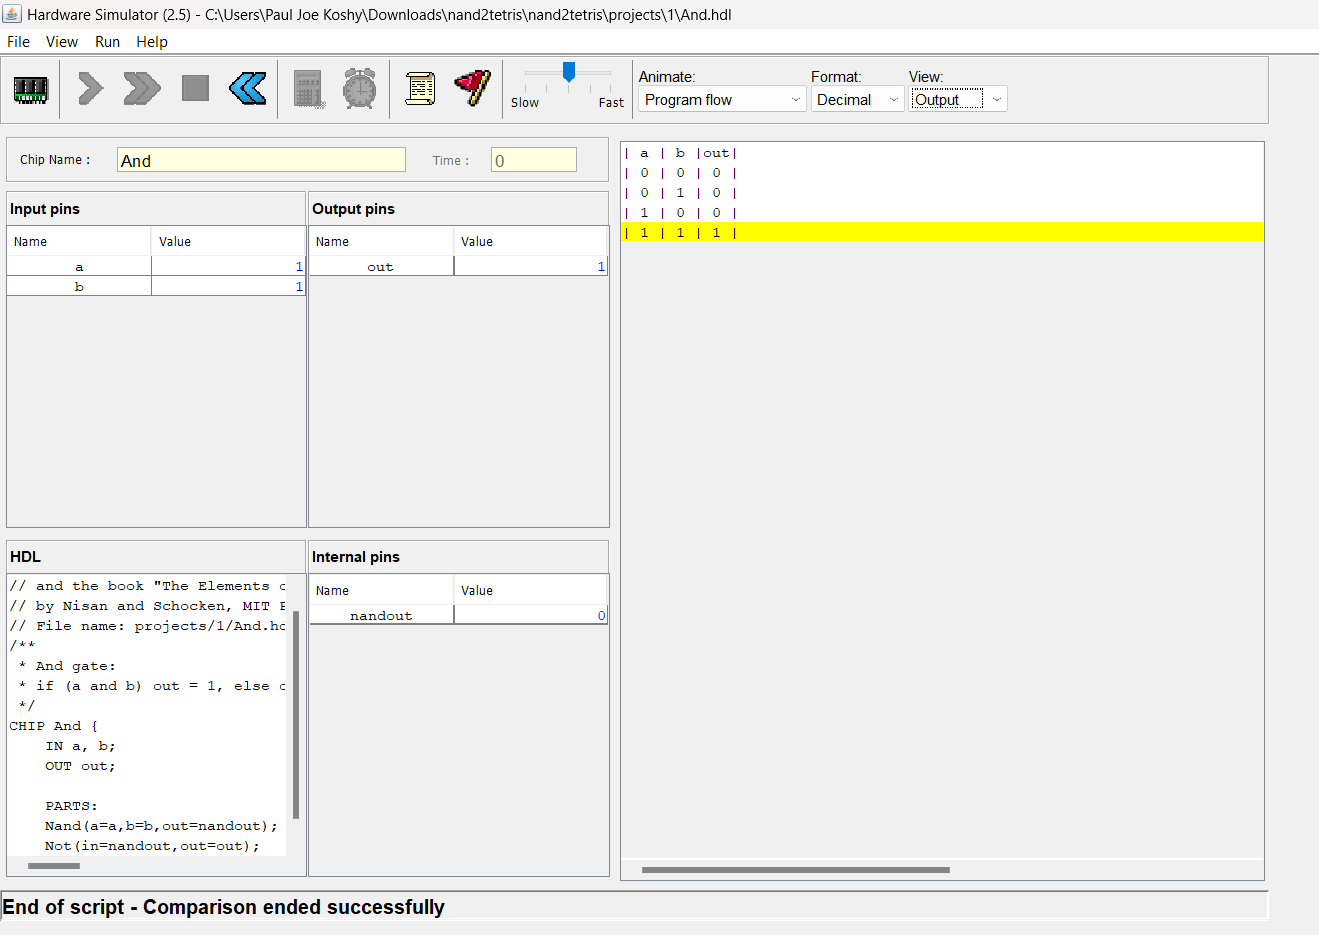 Hardware Simulator (2.5) - C:\Users\Paul Joe Koshy\Downloads\nand2tetris\nand2tetris\projects\1\And.hdl
File View Run Help
Slow Fast
Animate: Format: View:
Program flow Decimal Output
Chip Name : And Time : 0
Input pins
Name Value
a 1
b 1
Output pins
Name Value
out 1
| a | b |out|
| 0 | 0 | 0 |
| 0 | 1 | 0 |
| 1 | 0 | 0 |
| 1 | 1 | 1 |
HDL
// and the book "The Elements
// by Nisan and Schocken, MIT
// File name: projects/1/And.hd
/**
* And gate:
* if (a and b) out = 1, else
*/
CHIP And {
IN a, b;
OUT out;
PARTS:
Nand(a=a,b=b,out=nandout);
Not(in=nandout,out=out);
Internal pins
Name Value
nandout 0
End of script - Comparison ended successfully